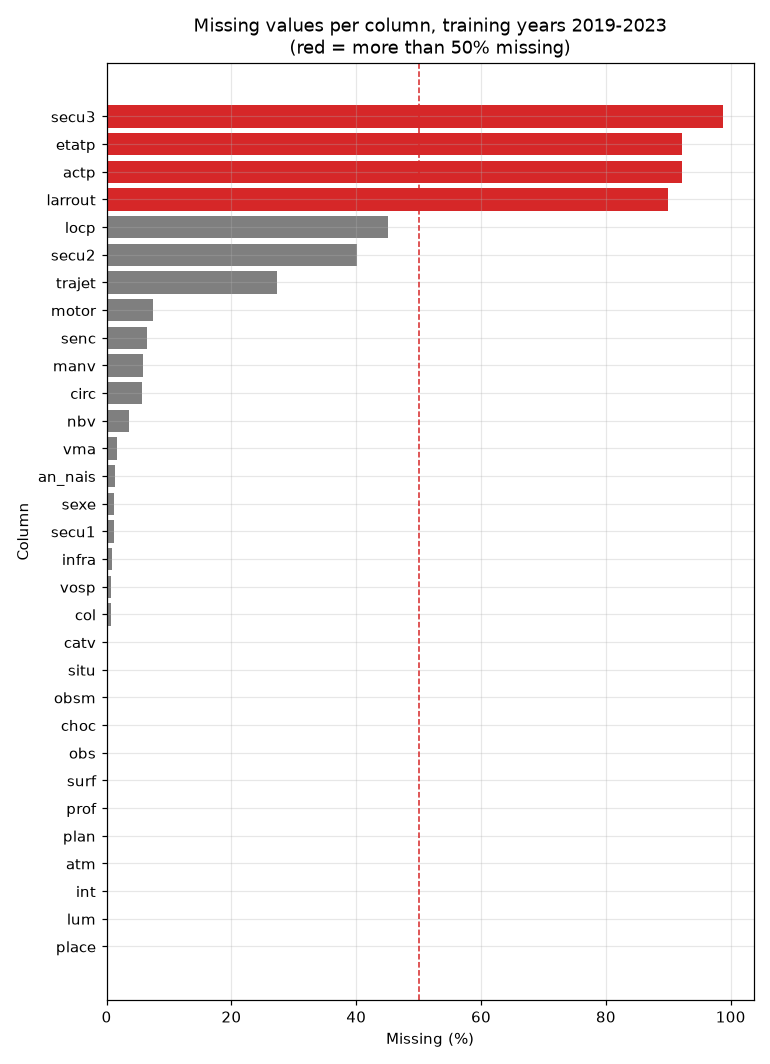 Missing values per column, training years 2019-2023
(red = more than 50% missing)
secu3
etatp
actp
larrout
locp
secu2
trajet
motor
senc
manv
circ
nbv
vma
an_nais
sexe
secu1
infra
vosp
col
catv
situ
obsm
choc
obs
surf
prof
plan
atm
int
lum
place
Column
0 20 40 60 80 100
Missing (%)